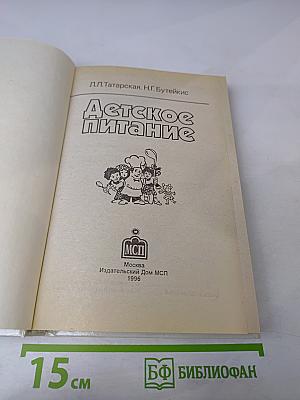 Л.Л.Татарская, Н.Г.Бутейкис
Детское
питание
МСП
Москва
Издательский Дом МСП
1996
15 см
БФ БИБЛИОФАН